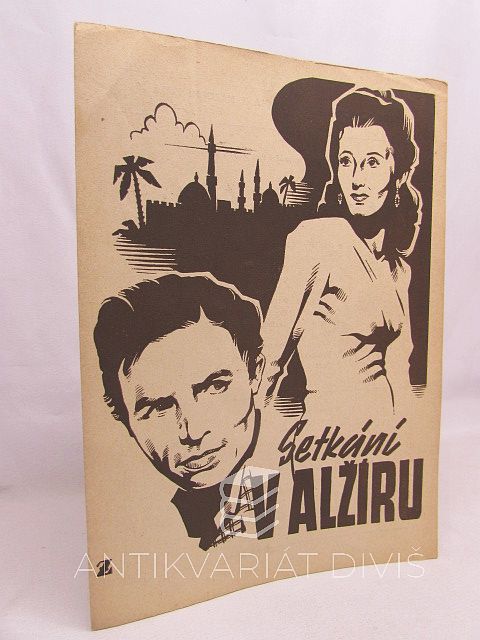 Setkání
V ALŽÍRU
ANTIKVARIÁT DIVIŠ